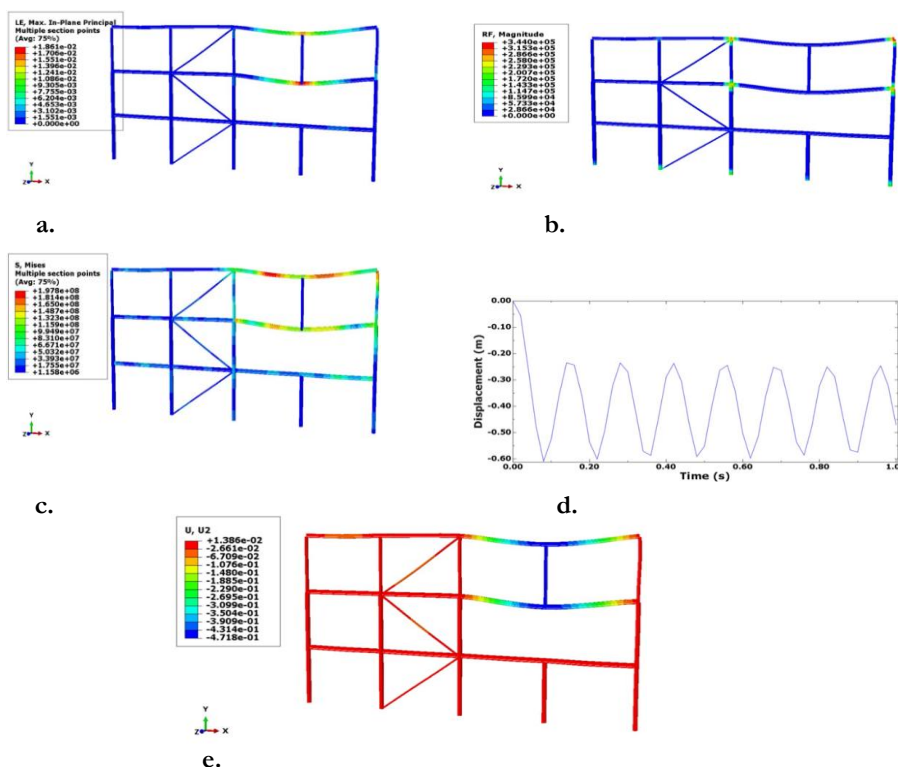 LE, Max. In-Plane Principal
Multiple section points
(Avg: 75%)
+1.861e-02
+1.706e-02
+1.551e-02
+1.396e-02
+1.241e-02
+1.086e-02
+9.305e-03
+7.755e-03
+6.204e-03
+4.653e-03
+3.102e-03
+1.551e-03
+0.000e+00
Y
Z X
a.
RF, Magnitude
+3.440e+05
+3.153e+05
+2.866e+05
+2.580e+05
+2.293e+05
+2.007e+05
+1.720e+05
+1.433e+05
+1.147e+05
+8.599e+04
+5.733e+04
+2.866e+04
+0.000e+00
Y
Z X
b.
S, Mises
Multiple section points
(Avg: 75%)
+1.978e+08
+1.814e+08
+1.650e+08
+1.487e+08
+1.323e+08
+1.159e+08
+9.949e+07
+8.310e+07
+6.671e+07
+5.032e+07
+3.393e+07
+1.755e+07
+1.158e+06
Y
Z X
c.
Displacement (m)
0.00
-0.10
-0.20
-0.30
-0.40
-0.50
-0.60
0.00 0.20 0.40 0.60 0.80 1.0
Time (s)
d.
U, U2
+1.386e-02
-2.661e-02
-6.709e-02
-1.076e-01
-1.480e-01
-1.885e-01
-2.290e-01
-2.695e-01
-3.099e-01
-3.504e-01
-3.909e-01
-4.314e-01
-4.718e-01
Y
Z X
e.